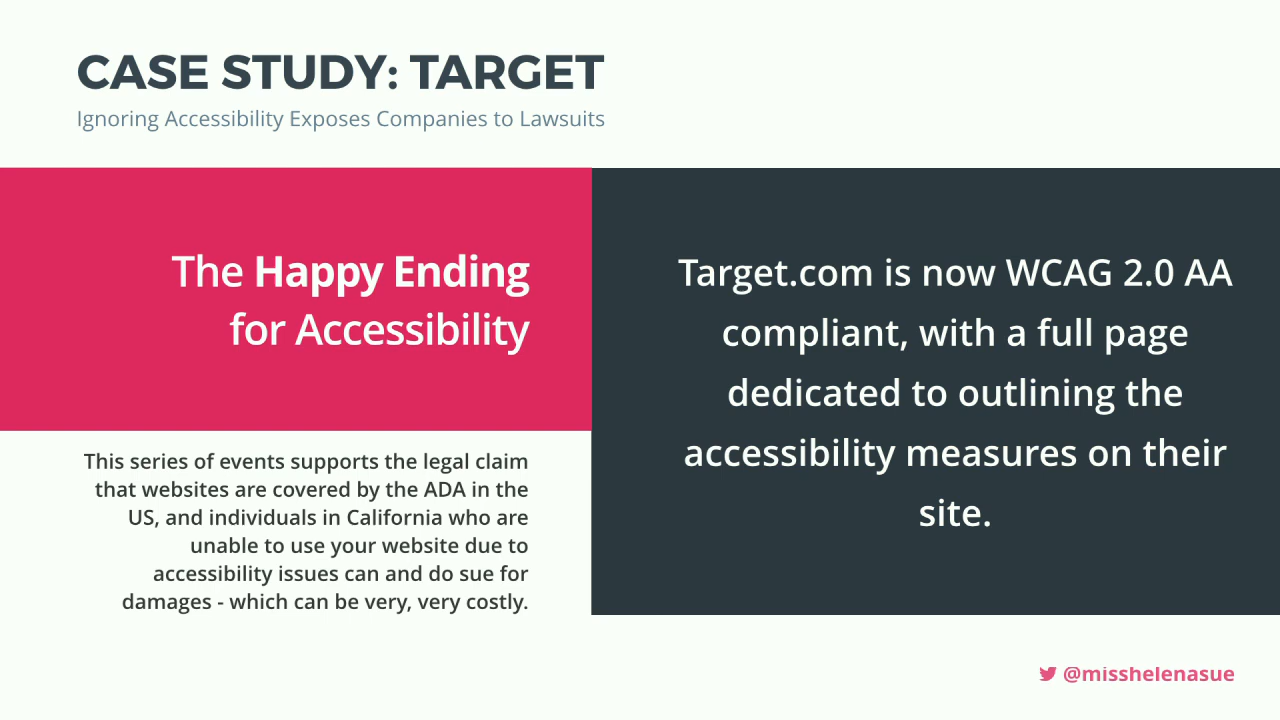 CASE STUDY: TARGET
Ignoring Accessibility Exposes Companies to Lawsuits
The Happy Ending
for Accessibility
This series of events supports the legal claim
that websites are covered by the ADA in the
US, and individuals in California who are
unable to use your website due to
accessibility issues can and do sue for
damages - which can be very, very costly.
Target.com is now WCAG 2.0 AA
compliant, with a full page
dedicated to outlining the
accessibility measures on their
site.
@misshelenasue